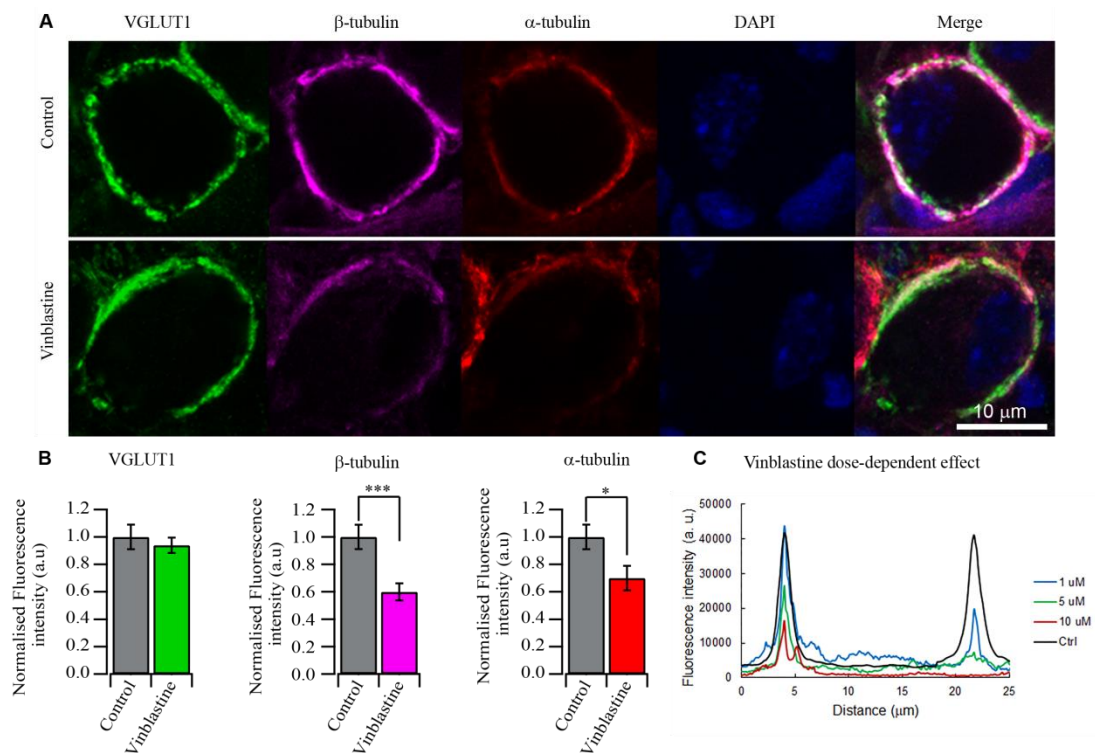 A
VGLUT1 β-tubulin α-tubulin DAPI Merge
Control
Vinblastine
10 μm
B
VGLUT1
Normalised Fluorescence
intensity (a.u)
1.2
1.0
0.8
0.6
0.4
0.2
0.0
Control
Vinblastine
β-tubulin
***
Normalised Fluorescence
intensity (a.u)
1.2
1.0
0.8
0.6
0.4
0.2
0.0
Control
Vinblastine
α-tubulin
*
Normalised Fluorescence
intensity (a.u)
1.2
1.0
0.8
0.6
0.4
0.2
0.0
Control
Vinblastine
C Vinblastine dose-dependent effect
Fluorescence intensity (a. u.)
50000
40000
30000
20000
10000
0
0 5 10 15 20 25
Distance (μm)
1 uM
5 uM
10 uM
Ctrl